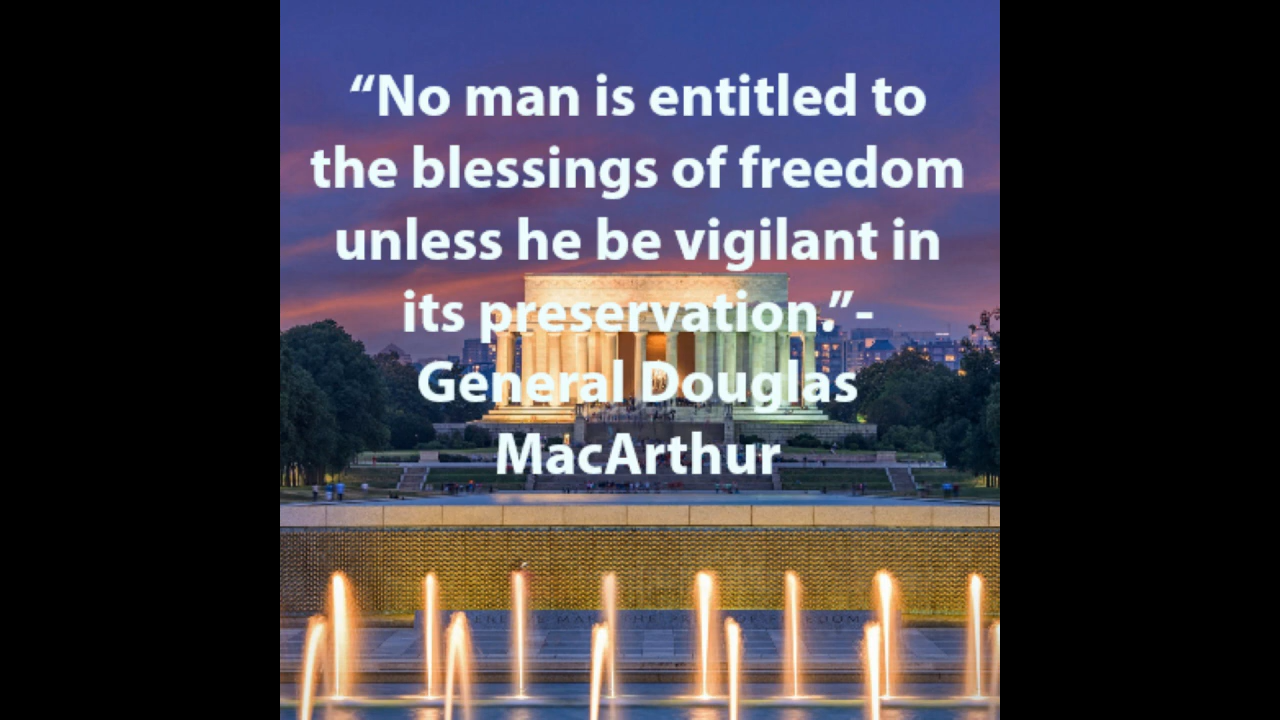 “No man is entitled to
the blessings of freedom
unless he be vigilant in
its preservation.”-
General Douglas
MacArthur